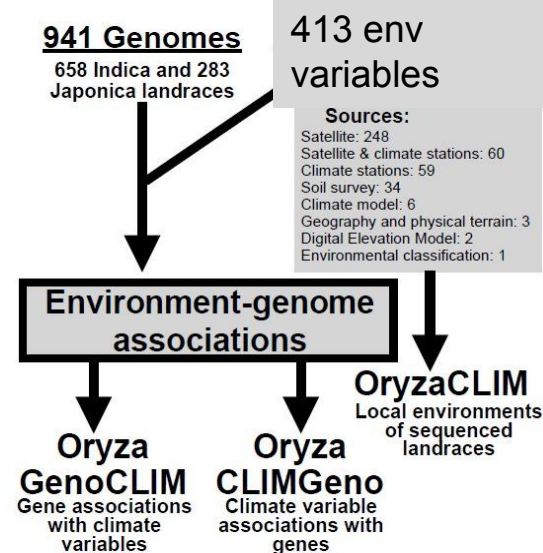 941 Genomes
658 Indica and 283
Japonica landraces
413 env
variables
Sources:
Satellite: 248
Satellite & climate stations: 60
Climate stations: 59
Soil survey: 34
Climate model: 6
Geography and physical terrain: 3
Digital Elevation Model: 2
Environmental classification: 1
Environment-genome
associations
OryzaCLIM
Local environments
of sequenced
landraces
Oryza
GenoCLIM
Gene associations
with climate
variables
Oryza
CLIMGeno
Climate variable
associations with
genes